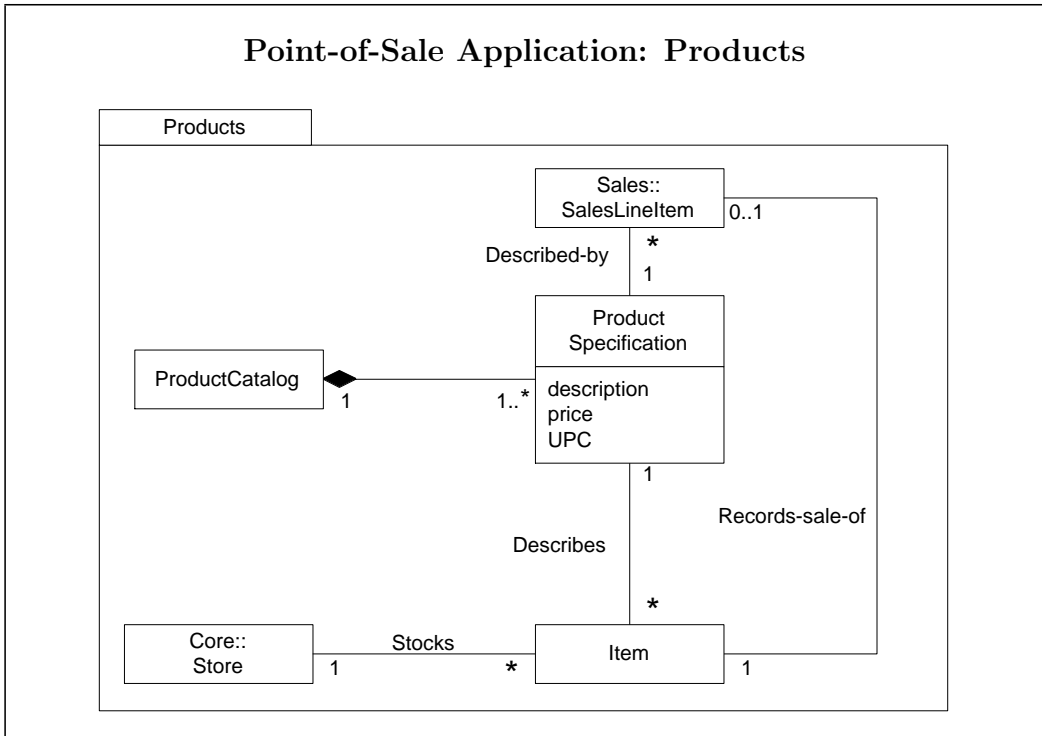 Point-of-Sale Application: Products
Products
Sales::
SalesLineItem
0..1
*
Described-by
1
Product
Specification
ProductCatalog
1
1..*
description
price
UPC
1
Records-sale-of
Describes
*
Core::
Store
Stocks
1
*
Item
1